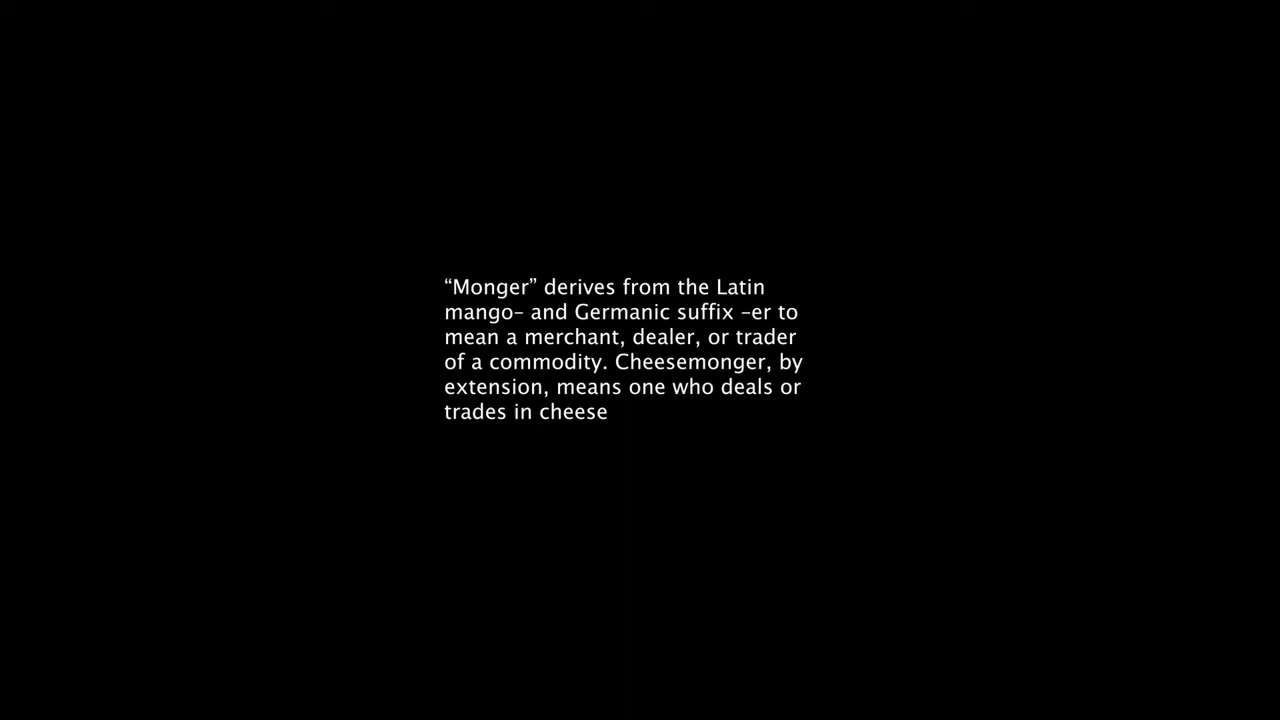 “Monger” derives from the Latin
mango– and Germanic suffix –er to
mean a merchant, dealer, or trader
of a commodity. Cheesemonger, by
extension, means one who deals or
trades in cheese